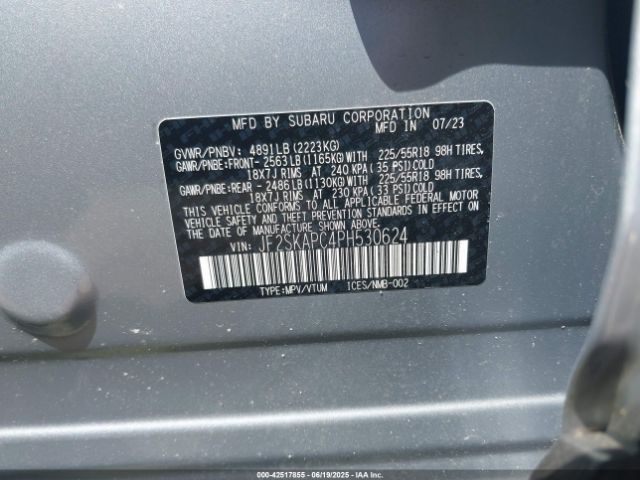 MFD BY SUBARU CORPORATION
MFD. IN 07/23
GVWR/PNBV: 4891LB (2223KG)
GAWR/PNBE:FRONT- 2563LB (1165KG)WITH 225/55R18 98H TIRES,
18X7J RIMS AT 240 KPA (35 PSI)COLD
GAWR/PNBE:REAR - 2486LB (1130KG)WITH 225/55R18 98H TIRES,
18X7J RIMS AT 230 KPA (33 PSI)COLD
THIS VEHICLE CONFORMS TO ALL APPLICABLE FEDERAL MOTOR
VEHICLE SAFETY AND BUMPER STANDARDS IN EFFECT ON
THE DATE OF MANUFACTURE SHOWN ABOVE.
VIN: JF2SKAPC4PH530624
TYPE:MPV/VTUM ICES/NMB-002
000-42517855 - 06/19/2025 - IAAI.COM